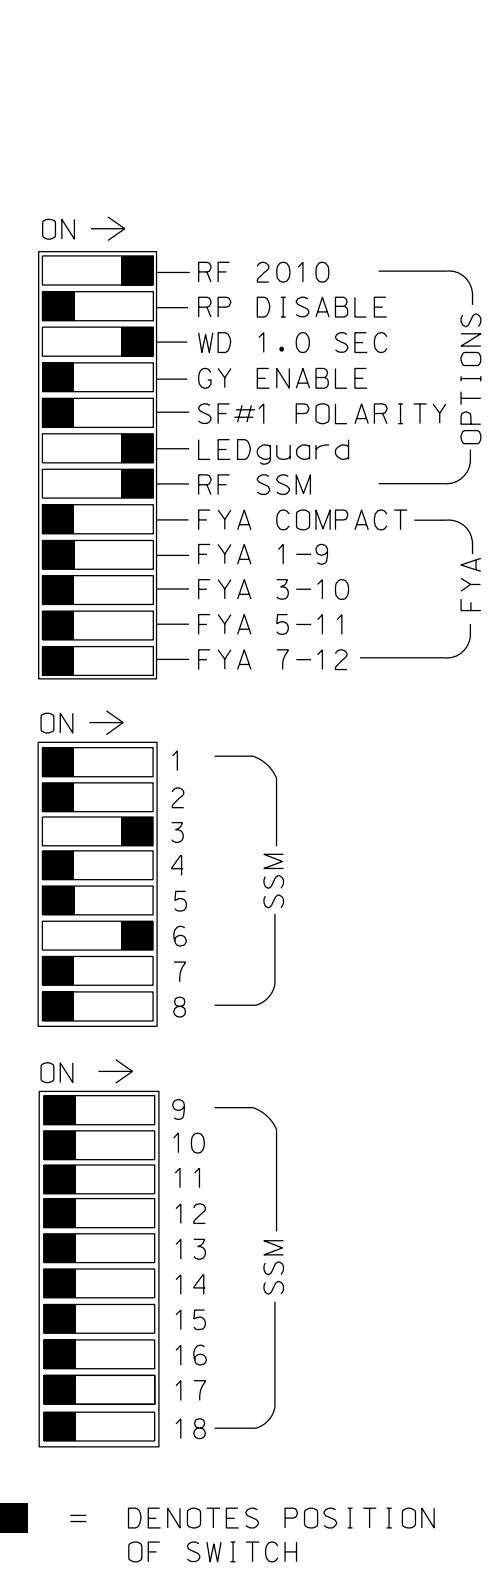 ON →
RF 2010
RP DISABLE
WD 1.0 SEC
GY ENABLE
SF#1 POLARITY
LEDguard
RF SSM
OPTIONS
FYA COMPACT
FYA 1-9
FYA 3-10
FYA 5-11
FYA 7-12
FYA
ON →
1
2
3
4
5
6
7
8
SSM
ON →
9
10
11
12
13
14
15
16
17
18
SSM
= DENOTES POSITION
OF SWITCH